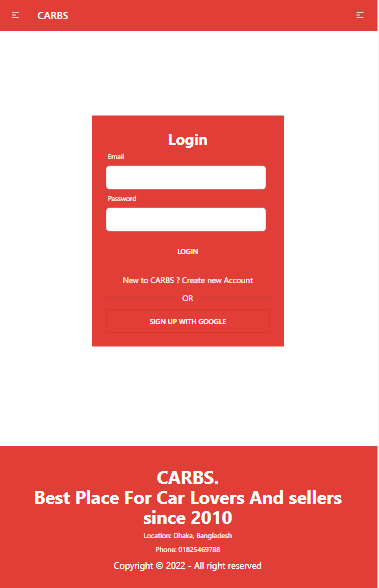 CARBS
Login
Email
Password
LOGIN
New to CARBS ? Create new Account
OR
SIGN UP WITH GOOGLE
CARBS.
Best Place For Car Lovers And sellers
since 2010
Location: Dhaka, Bangladesh
Phone: 01825469788
Copyright © 2022 - All right reserved